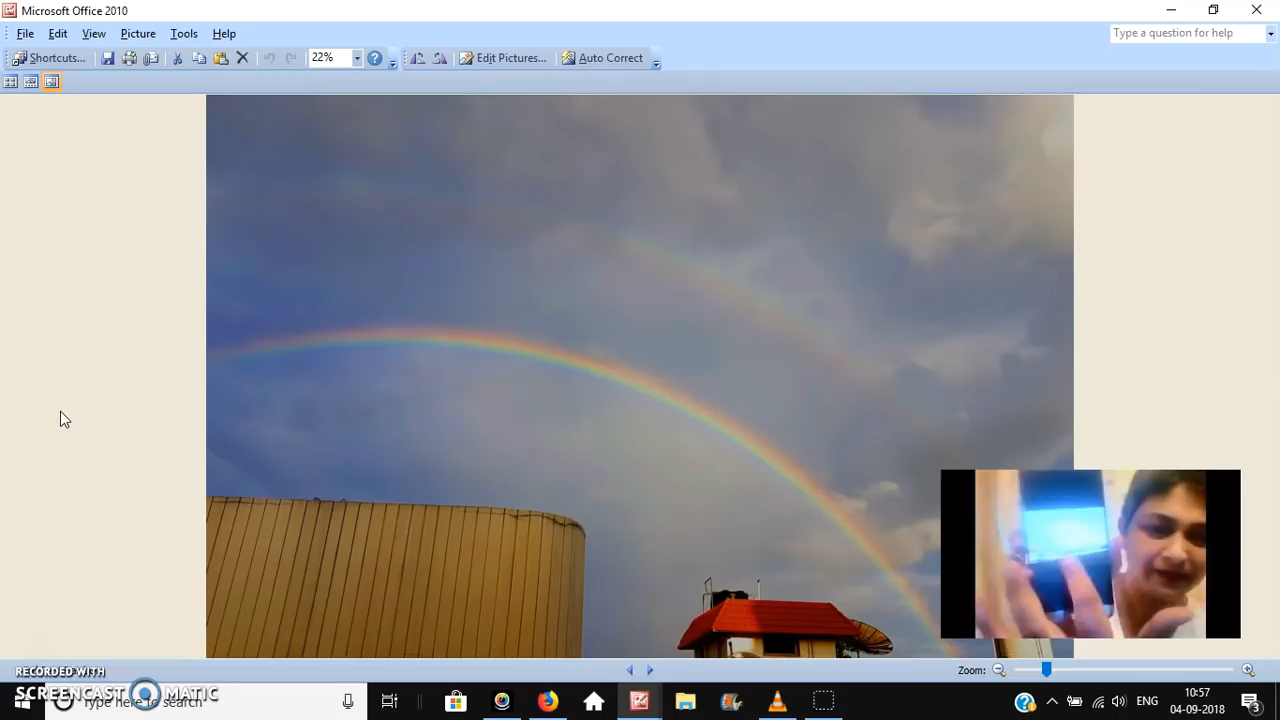 Microsoft Office 2010
File Edit View Picture Tools Help
Type a question for help
Shortcuts...
22%
Edit Pictures...
Auto Correct
Zoom:
RECORDED WITH
SCREENCAST MATIC
Type here to search
ENG
10:57
04-09-2018
3